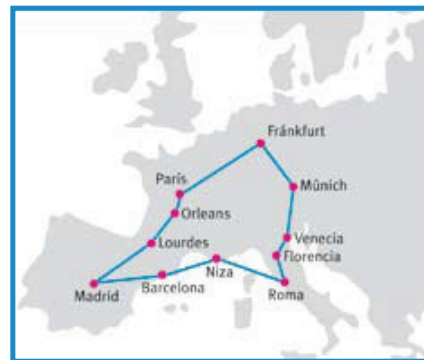 Fránkfurt
París
Múnich
Orleans
Venecia
Lourdes
Florencia
Niza
Madrid
Barcelona
Roma